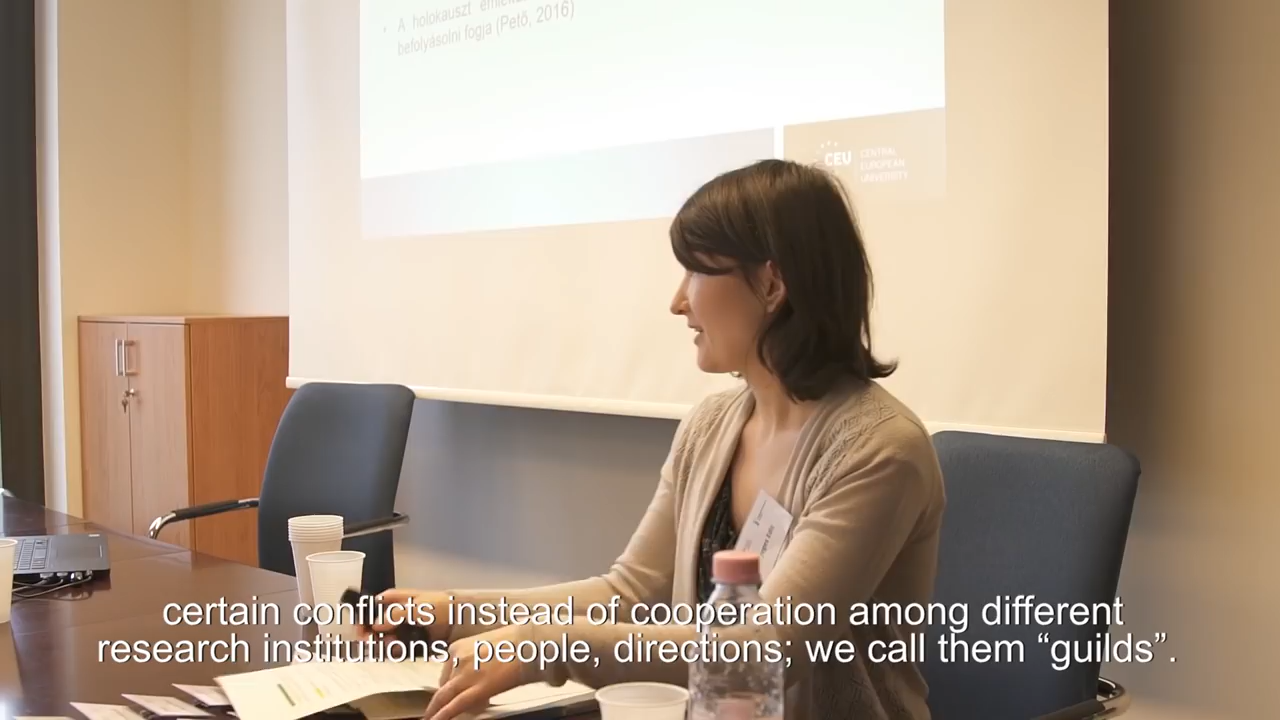 • A holokauszt
befolyásolni fogja (Pető, 2016)
CEU
CENTRAL
EUROPEAN
UNIVERSITY
certain conflicts instead of cooperation among different
research institutions, people, directions; we call them “guilds”.